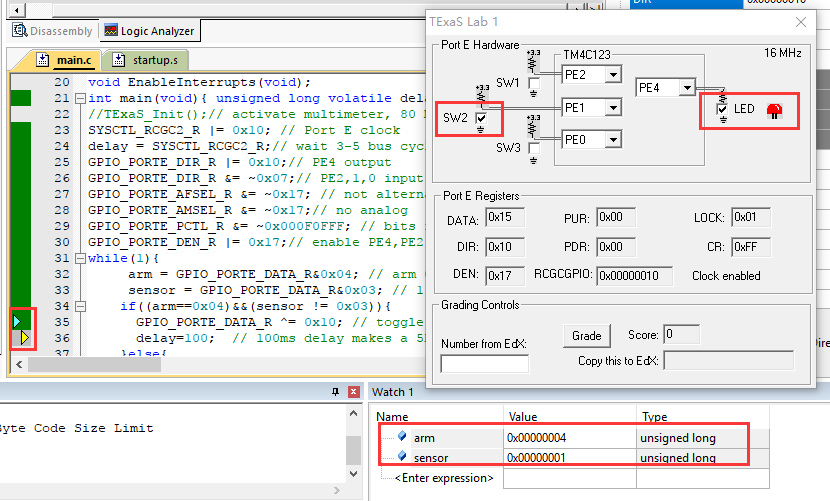 DIR
0x00000010
Disassembly
Logic Analyzer
main.c
startup.s
20 void EnableInterrupts(void);
21 int main(void){ unsigned long volatile dela
22 //TExaS_Init();// activate multimeter, 80
23 SYSCTL_RCGC2_R |= 0x10; // Port E clock
24 delay = SYSCTL_RCGC2_R;// wait 3-5 bus cyc
25 GPIO_PORTE_DIR_R |= 0x10;// PE4 output
26 GPIO_PORTE_DIR_R &= ~0x07;// PE2,1,0 input
27 GPIO_PORTE_AFSEL_R &= ~0x17; // not altern
28 GPIO_PORTE_AMSEL_R &= ~0x17;// no analog
29 GPIO_PORTE_PCTL_R &= ~0x000F0FFF; // bits
30 GPIO_PORTE_DEN_R |= 0x17;// enable PE4,PE2
31 while(1){
32 arm = GPIO_PORTE_DATA_R&0x04; // arm
33 sensor = GPIO_PORTE_DATA_R&0x03; // 1
34 if((arm==0x04)&&(sensor != 0x03)){
35 GPIO_PORTE_DATA_R ^= 0x10; // toggle
36 delay=100; // 100ms delay makes a 5
37 }else{
TExaS Lab 1
Port E Hardware
TM4C123
16 MHz
+3.3
SW1
PE2
PE4
+3.3
SW2
PE1
LED
+3.3
SW3
PE0
Port E Registers
DATA: 0x15 PUR: 0x00 LOCK: 0x01
DIR: 0x10 PDR: 0x00 CR: 0xFF
DEN: 0x17 RCGCGPIO: 0x00000010 Clock enabled
Grading Controls
Number from EdX:
Grade
Score: 0
Copy this to EdX:
Byte Code Size Limit
Watch 1
Name Value Type
arm 0x00000004 unsigned long
sensor 0x00000001 unsigned long
<Enter expression>